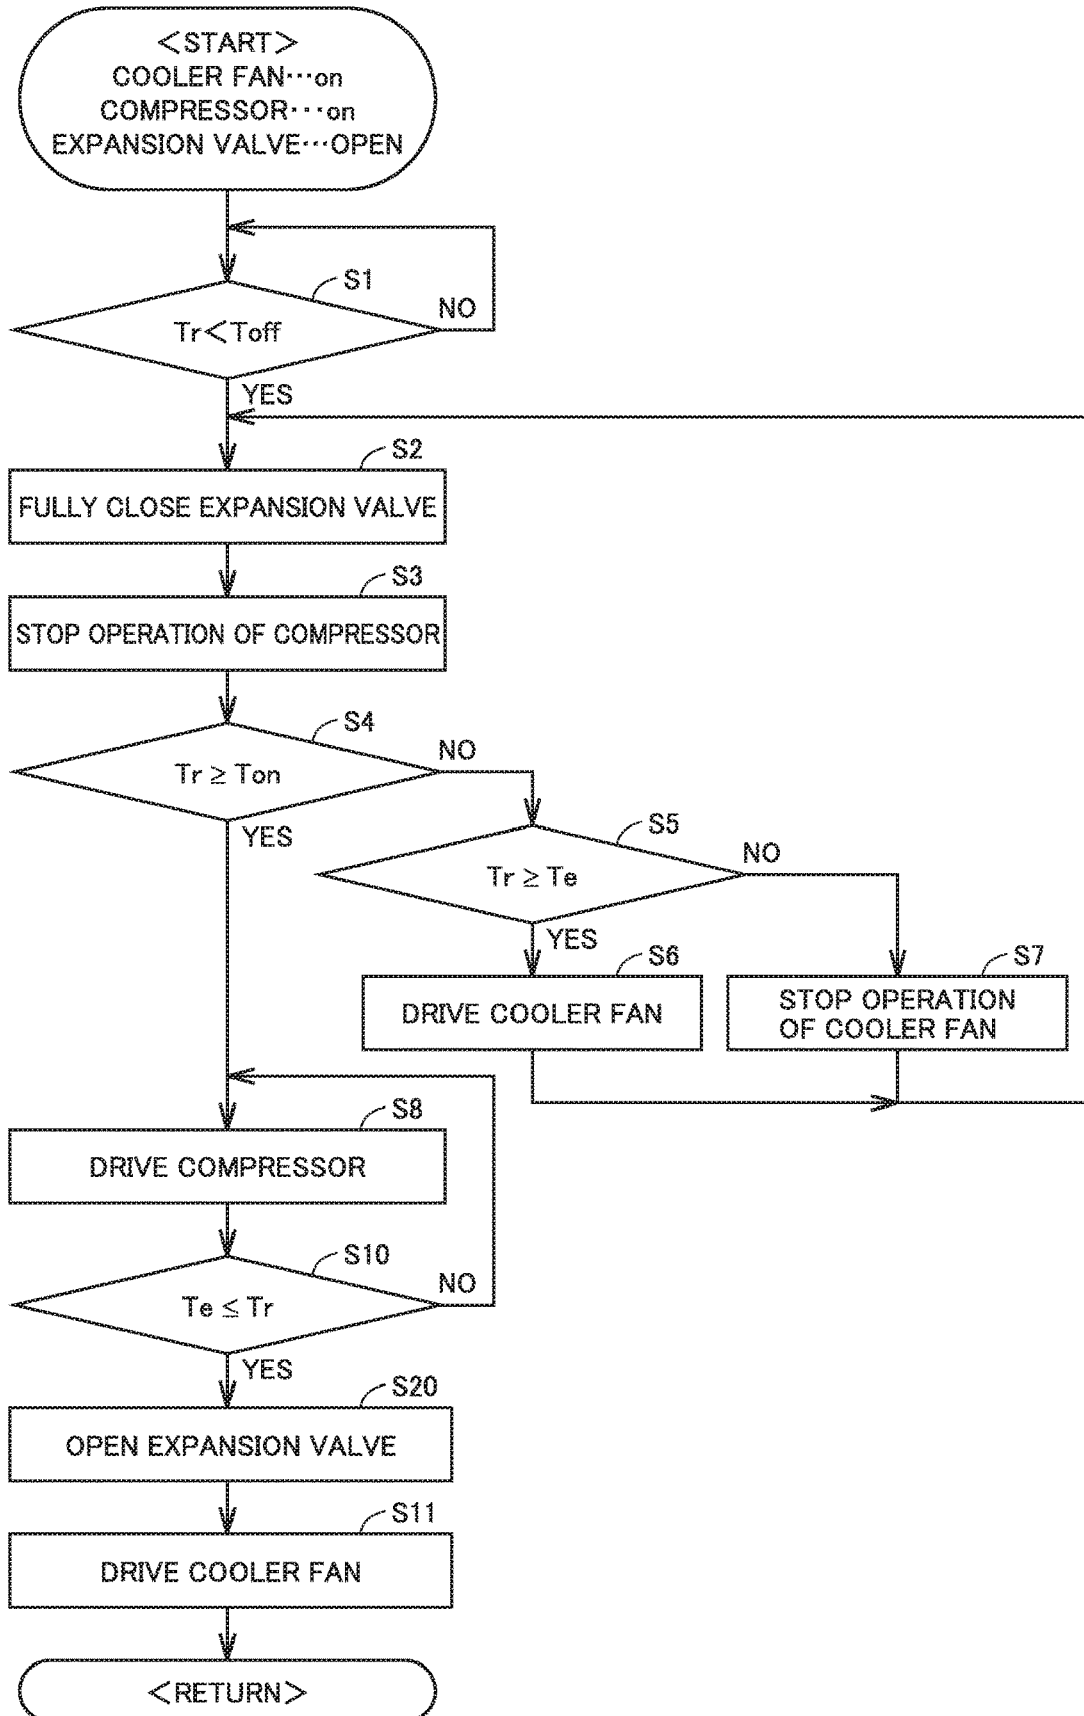 <START>
COOLER FAN···on
COMPRESSOR···on
EXPANSION VALVE···OPEN
S1
Tr<Toff
NO
YES
S2
FULLY CLOSE EXPANSION VALVE
S3
STOP OPERATION OF COMPRESSOR
S4
Tr ≥ Ton
NO
YES
S5
Tr ≥ Te
NO
YES
S6
DRIVE COOLER FAN
S7
STOP OPERATION
OF COOLER FAN
S8
DRIVE COMPRESSOR
S10
Te ≤ Tr
NO
YES
S20
OPEN EXPANSION VALVE
S11
DRIVE COOLER FAN
<RETURN>